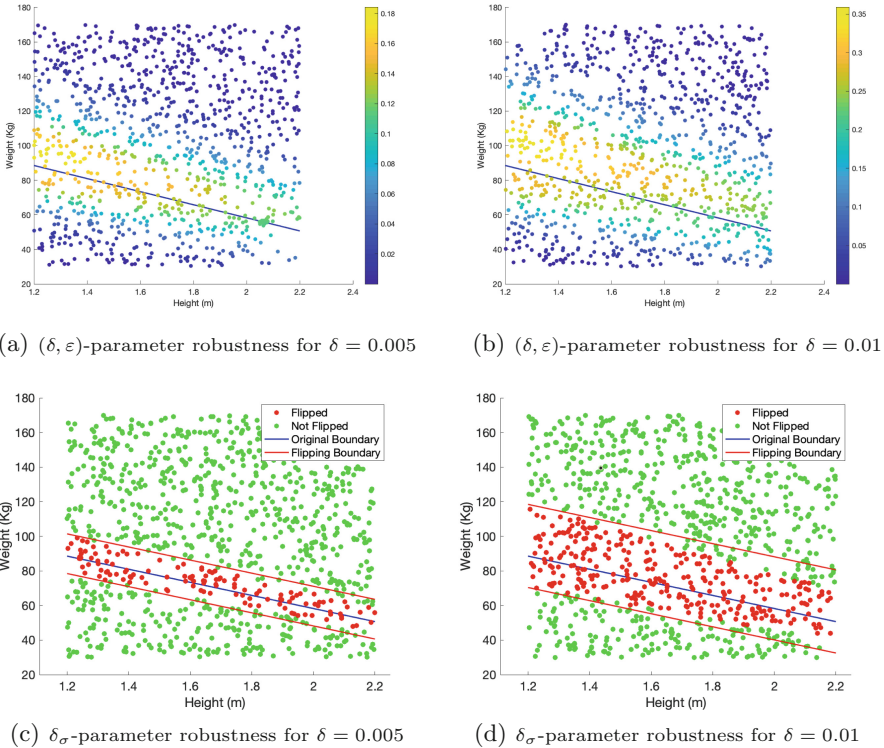 180
160
140
120
100
80
60
40
20
Weight (Kg)
1.2 1.4 1.6 1.8 2 2.2 2.4
Height (m)
0.18
0.16
0.14
0.12
0.1
0.08
0.06
0.04
0.02
180
160
140
120
100
80
60
40
20
Weight (Kg)
1.2 1.4 1.6 1.8 2 2.2 2.4
Height (m)
0.35
0.3
0.25
0.2
0.15
0.1
0.05
(a) (δ, ε)-parameter robustness for δ = 0.005
(b) (δ, ε)-parameter robustness for δ = 0.01
180
160
140
120
100
80
60
40
20
Weight (Kg)
1.2 1.4 1.6 1.8 2 2.2
Height (m)
Flipped
Not Flipped
Original Boundary
Flipping Boundary
180
160
140
120
100
80
60
40
20
Weight (Kg)
1.2 1.4 1.6 1.8 2 2.2
Height (m)
Flipped
Not Flipped
Original Boundary
Flipping Boundary
(c) δσ-parameter robustness for δ = 0.005
(d) δσ-parameter robustness for δ = 0.01